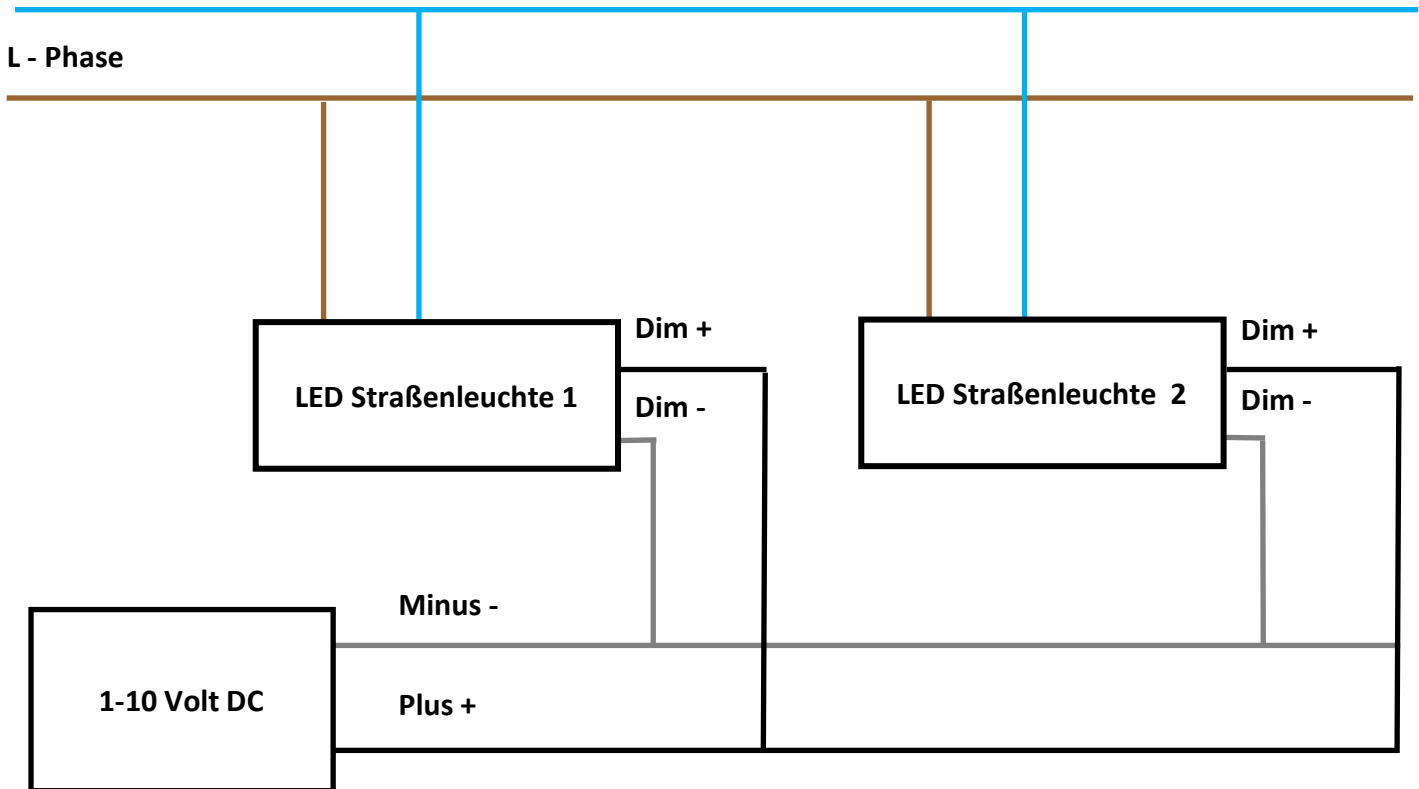 L - Phase
Dim +
Dim +
LED Straßenleuchte 1
LED Straßenleuchte  2
Dim -
Dim -
Minus -
1-10 Volt DC
Plus +